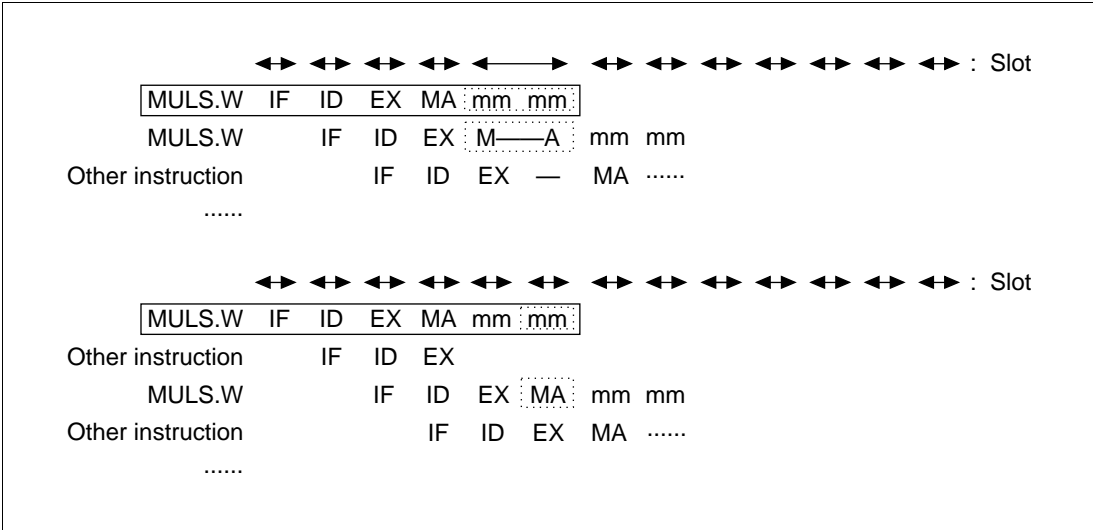 : Slot
MULS.W IF ID EX MA mm mm
MULS.W IF ID EX M——A mm mm
Other instruction IF ID EX — MA ......
......
: Slot
MULS.W IF ID EX MA mm mm
Other instruction IF ID EX
MULS.W IF ID EX MA mm mm
Other instruction IF ID EX MA ......
......